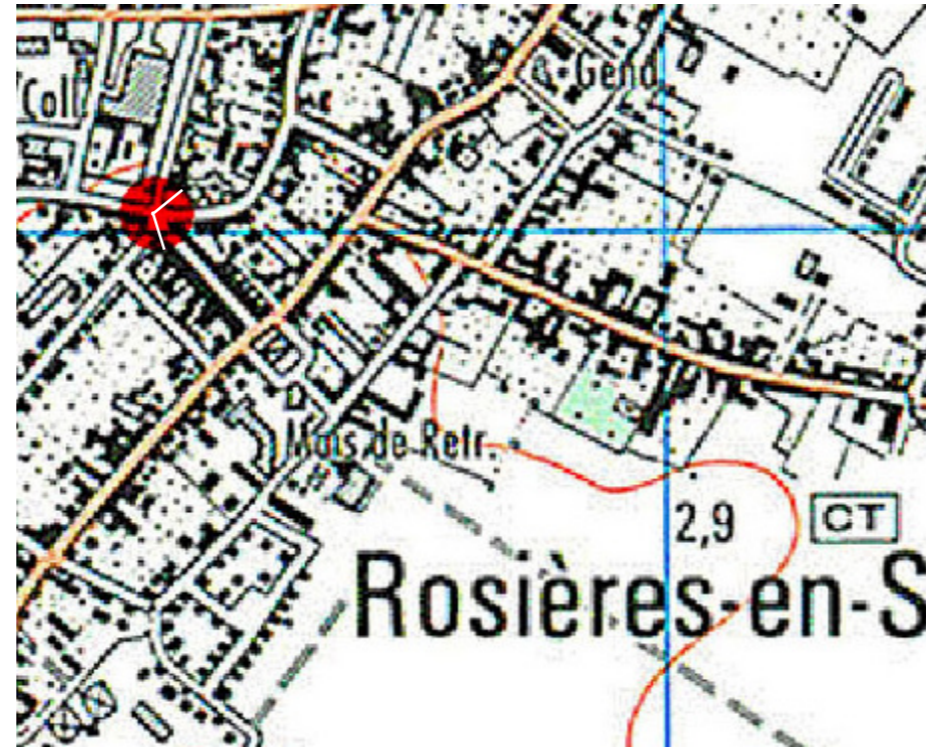 Coll.
Gend.
Mais. de Retr.
2,9
CT
Rosières-en-S